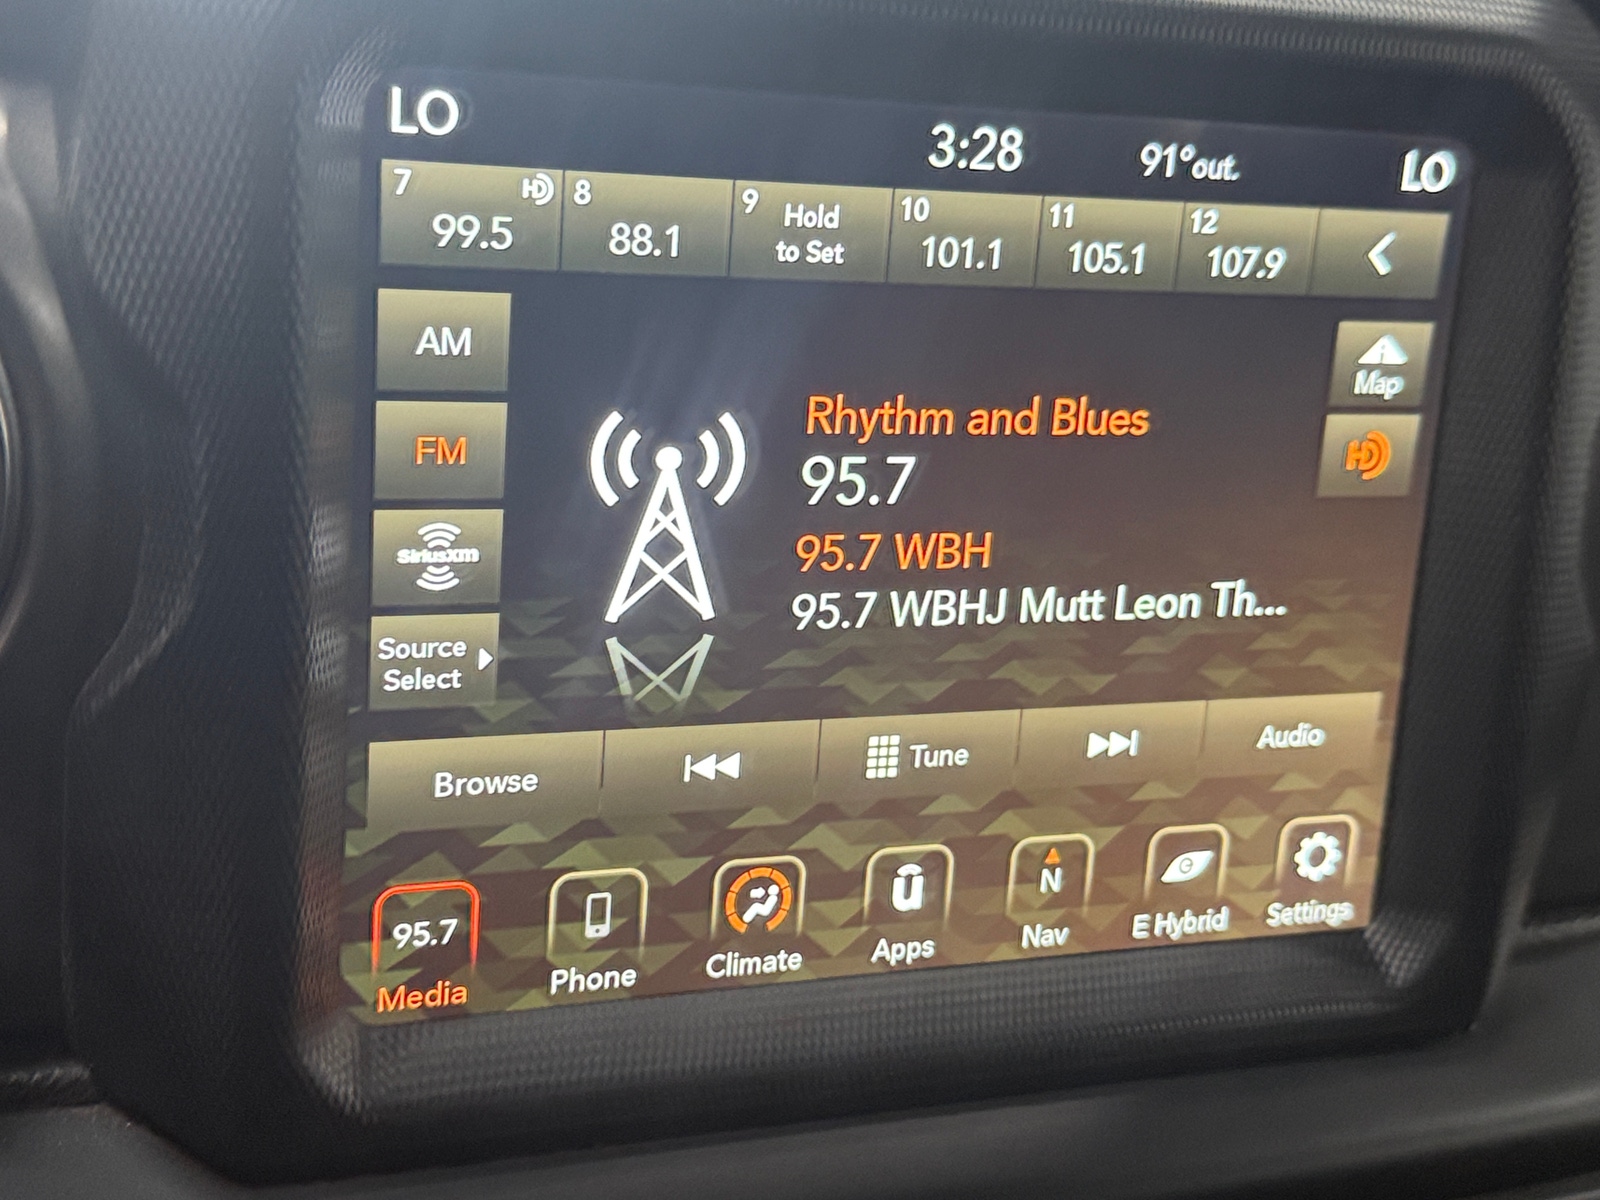 LO 3:28 91° out. LO
7 HD 8 9 10 11 12
99.5 88.1 Hold to Set 101.1 105.1 107.9
AM
FM
SiriusXM
Source
Select
Map
HD
Rhythm and Blues
95.7
95.7 WBH
95.7 WBHJ Mutt Leon Th...
Browse Tune Audio
95.7 N
Media Phone Climate Apps Nav E Hybrid Settings